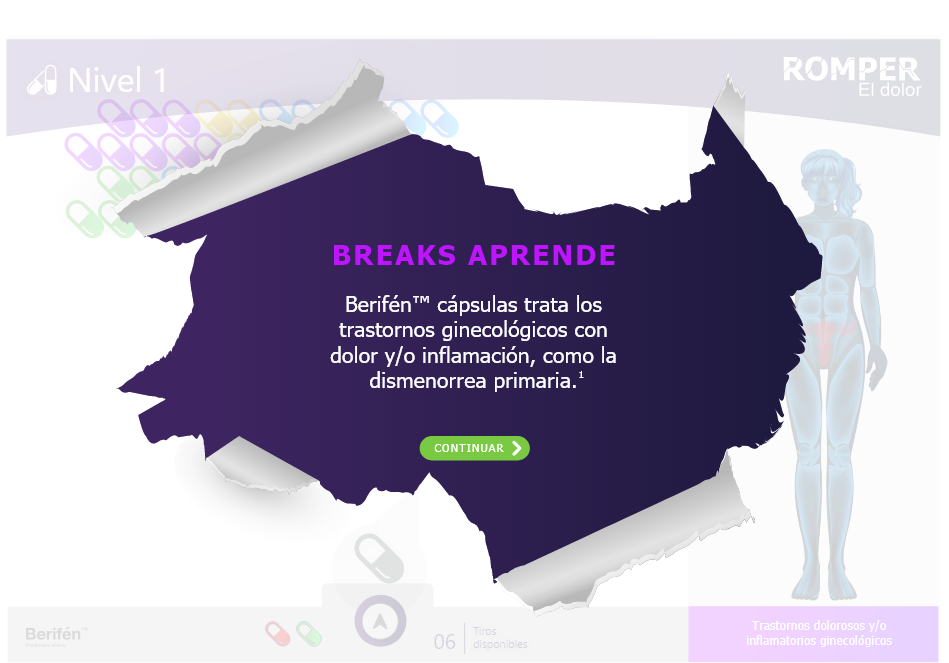 Nivel 1
ROMPER
El dolor
BREAKS APRENDE
Berifén™ cápsulas trata los
trastornos ginecológicos con
dolor y/o inflamación, como la
dismenorrea primaria.¹
CONTINUAR
Berifén™
06
Tiros
disponibles
Trastornos dolorosos y/o
inflamatorios ginecológicos